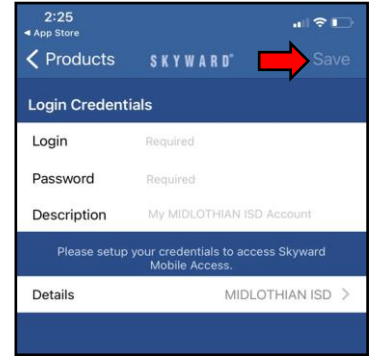 2:25
◀ App Store
Products SKYWARD® Save
Login Credentials
Login Required
Password Required
Description My MIDLOTHIAN ISD Account
Please setup your credentials to access Skyward
Mobile Access.
Details MIDLOTHIAN ISD >